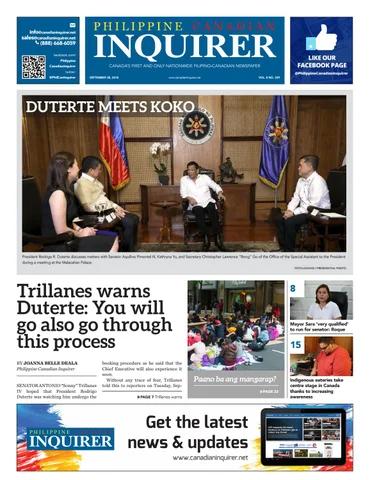 info@canadianinquirer.net
sales@canadianinquirer.net
(888) 668-6059
facebook.com/
Philippine
CanadianInquirer
twitter
@PhilCanInquirer
PHILIPPINE CANADIAN
INQUIRER
CANADA'S FIRST AND ONLY NATIONWIDE FILIPINO-CANADIAN NEWSPAPER
SEPTEMBER 28, 2018
www.canadianinquirer.net
LIKE OUR
FACEBOOK PAGE
@PhilippineCanadianInquirer
DUTERTE MEETS KOKO
President Rodrigo R. Duterte discusses matters with Senator Aquilino Pimentel III, Kathryna Yu, and Secretary Christopher Lawrence "Bong" Go of the Office of the Special Assistant to the President
during a meeting at the Malacañan Palace.
Trillanes warns
Duterte: You will
go also go through
this process
BY JOANNA BELLE DEALA
Philippine Canadian Inquirer
SENATOR ANTONIO "Sonny" Trillanes
IV hoped that President Rodrigo
Duterte was watching him undergo the
booking procedure as he said that the
Chief Executive will also experience it
soon.
Without any trace of fear, Trillanes
said this to reporters on Tuesday, Sep-
PAGE 7 Trillanes warns
Paano ba ang mangarap?
PAGE 22
8
Mayor Sara "very qualified"
to run for senator: Roque
15
Indigenous eateries take
centre stage in Canada
thanks to increasing
awareness
PHILIPPINE
INQUIRER
Get the latest
news & updates
www.canadianinquirer.net